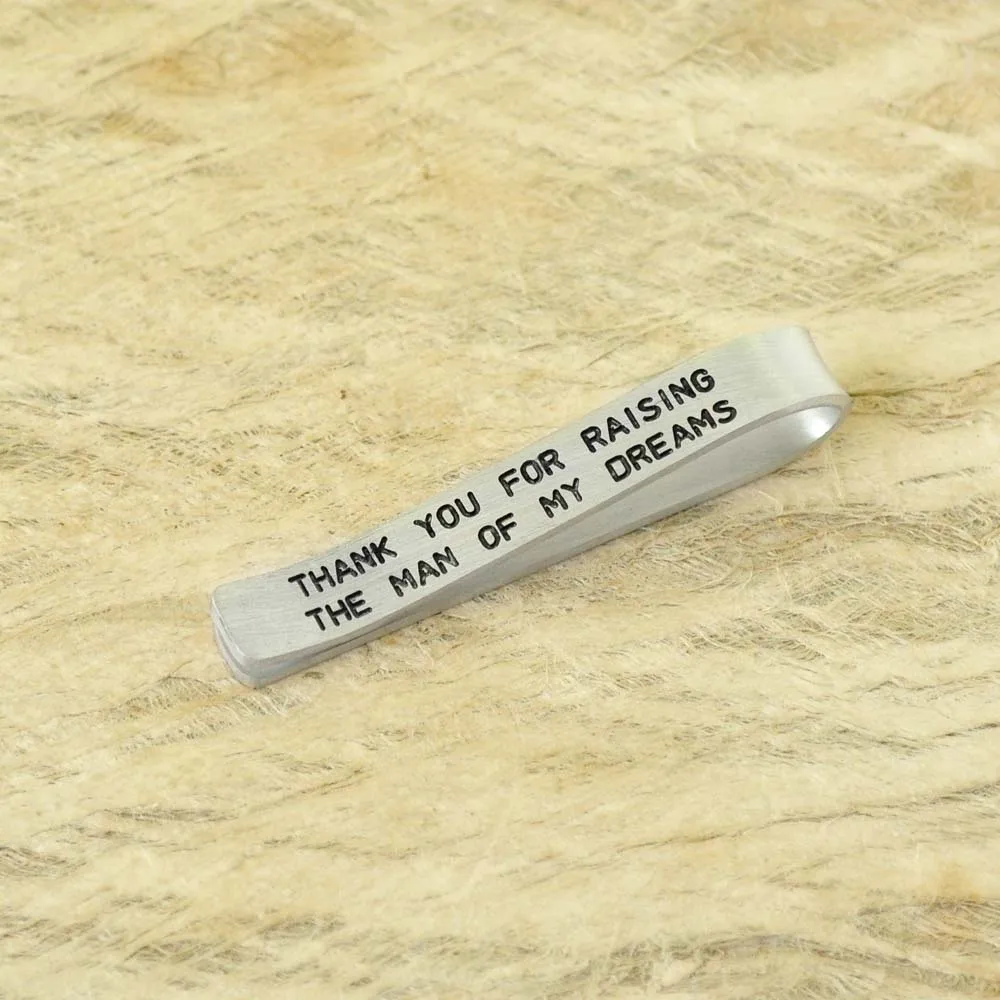 THANK YOU FOR RAISING
THE MAN OF MY DREAMS